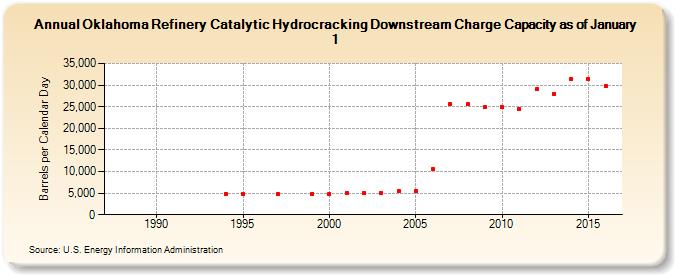 Annual Oklahoma Refinery Catalytic Hydrocracking Downstream Charge Capacity as of January
1
Barrels per Calendar Day
35,000
30,000
25,000
20,000
15,000
10,000
5,000
0
1990 1995 2000 2005 2010 2015
Source: U.S. Energy Information Administration